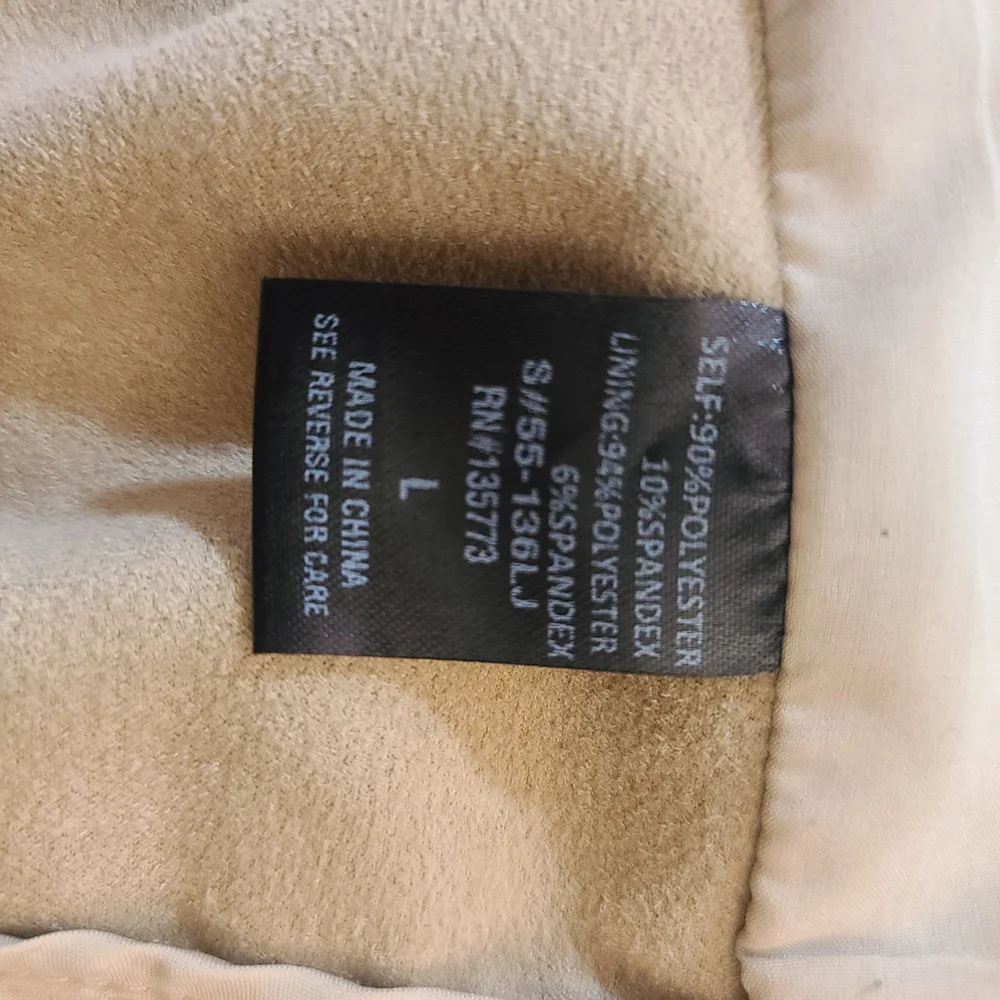 SELF:90%POLYESTER
10%SPANDEX
LINING:94%POLYESTER
6%SPANDEX
S#55-136LJ
RN#135773
L
MADE IN CHINA
SEE REVERSE FOR CARE